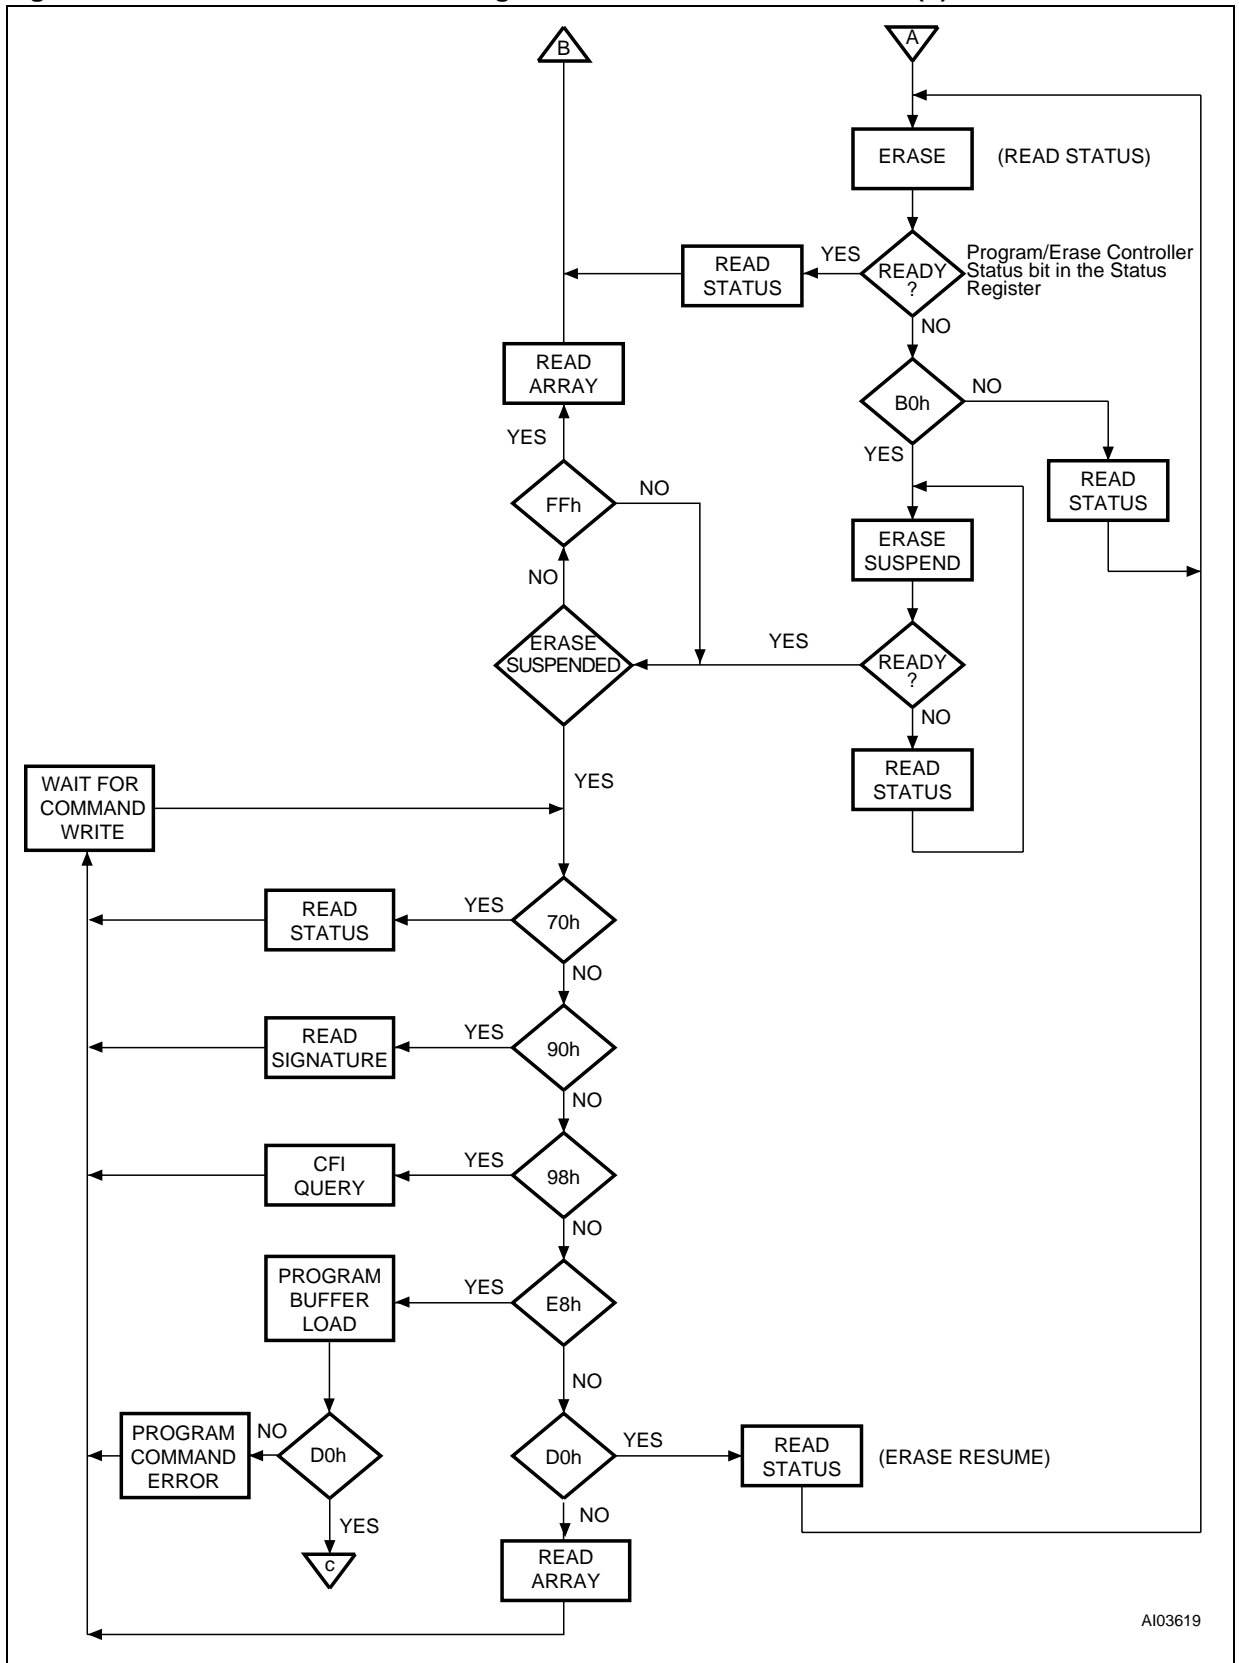 B
A
ERASE
(READ STATUS)
READ
STATUS
YES
READY
?
Program/Erase Controller
Status bit in the Status
Register
NO
READ
ARRAY
B0h
NO
YES
YES
READ
STATUS
FFh
NO
ERASE
SUSPEND
NO
ERASE
SUSPENDED
YES
READY
?
NO
READ
STATUS
WAIT FOR
COMMAND
WRITE
YES
READ
STATUS
YES
70h
NO
READ
SIGNATURE
YES
90h
NO
CFI
QUERY
YES
98h
NO
PROGRAM
BUFFER
LOAD
YES
E8h
NO
PROGRAM
COMMAND
ERROR
NO
D0h
YES
c
D0h
YES
READ
STATUS
(ERASE RESUME)
NO
READ
ARRAY
AI03619